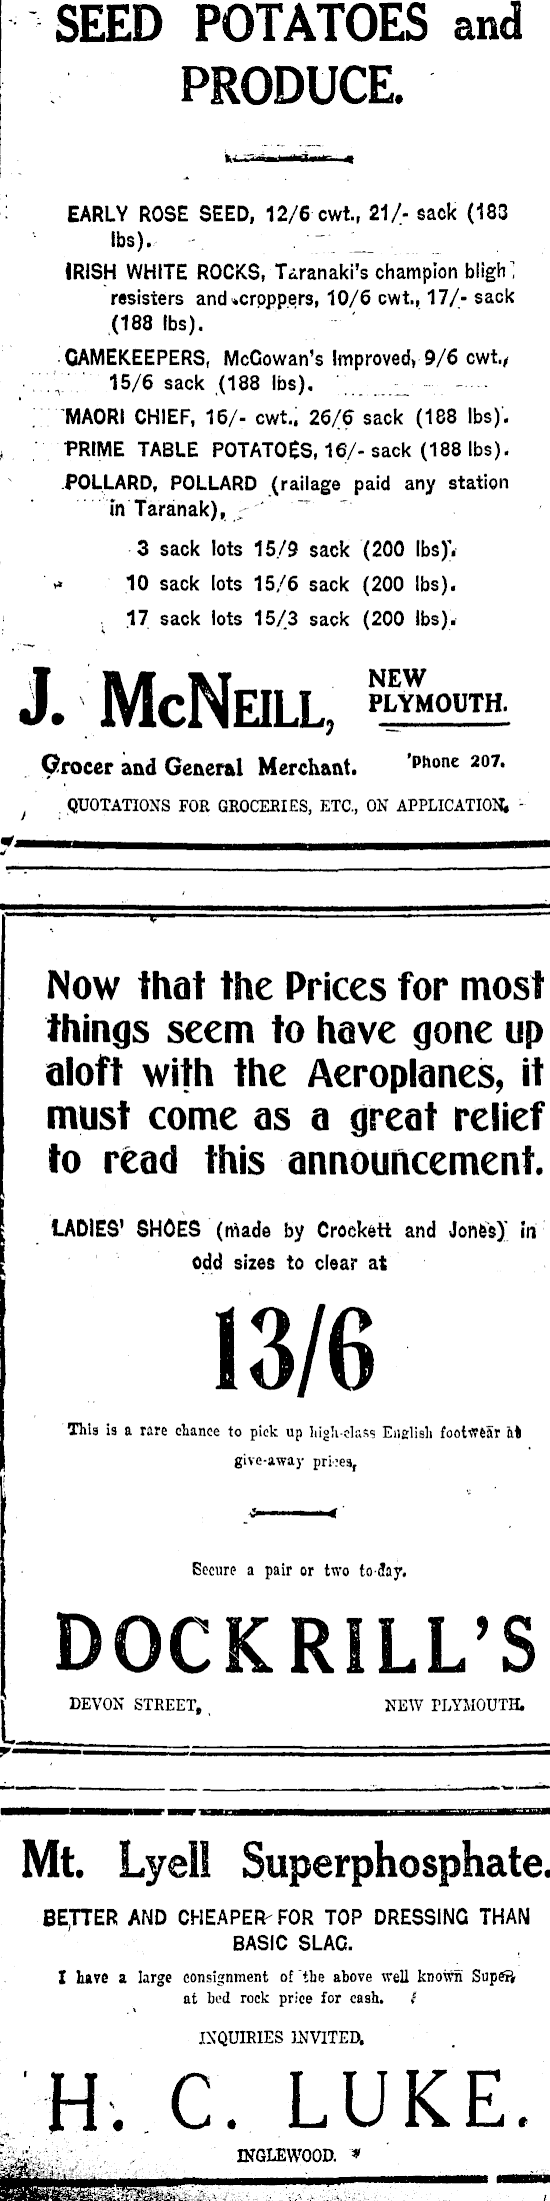 SEED POTATOES and
PRODUCE.
EARLY ROSE SEED, 12/6 cwt., 21/- sack (183
lbs).
IRISH WHITE ROCKS, Taranaki's champion bligh
resisters and croppers, 10/6 cwt., 17/- sack
(188 lbs).
GAMEKEEPERS, McGowan's Improved, 9/6 cwt.,
15/6 sack (188 lbs).
MAORI CHIEF, 16/- cwt., 26/6 sack (188 lbs).
PRIME TABLE POTATOES, 16/- sack (188 lbs).
POLLARD, POLLARD (railage paid any station
in Taranak),
3 sack lots 15/9 sack (200 lbs).
10 sack lots 15/6 sack (200 lbs).
17 sack lots 15/3 sack (200 lbs).
J. McNEILL, NEW
PLYMOUTH.
Grocer and General Merchant. 'Phone 207.
QUOTATIONS FOR GROCERIES, ETC., ON APPLICATION,
Now that the Prices for most
things seem to have gone up
aloft with the Aeroplanes, it
must come as a great relief
to read this announcement.
LADIES' SHOES (made by Crockett and Jones) in
odd sizes to clear at
13/6
This is a rare chance to pick up high-class English footwear at
give-away prices,
Secure a pair or two to-day.
DOCKRILL'S
DEVON STREET, NEW PLYMOUTH.
Mt. Lyell Superphosphate.
BETTER AND CHEAPER FOR TOP DRESSING THAN
BASIC SLAG.
I have a large consignment of the above well known Super,
at bed rock price for cash.
INQUIRIES INVITED,
H. C. LUKE.
INGLEWOOD.